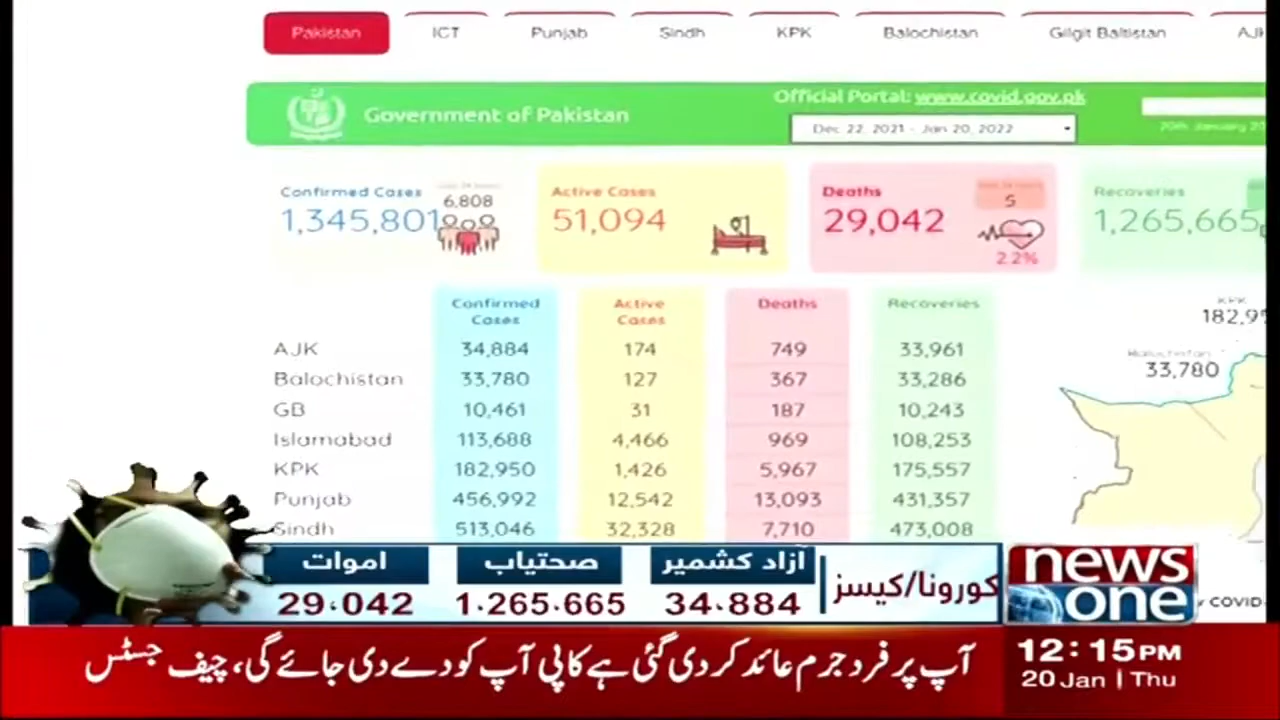 Pakistan ICT Punjab Sindh KPK Balochistan Gilgit Baltistan AJK
Official Portal: www.covid.gov.pk
Government of Pakistan
Dec 22, 2021 - Jan 20, 2022
Confirmed Cases 6,808
1,345,801
Active Cases
51,094
Deaths 5
29,042
2.2%
Recoveries
1,265,665
Confirmed Cases Active Cases Deaths Recoveries
AJK 34,884 174 749 33,961
Balochistan 33,780 127 367 33,286
GB 10,461 31 187 10,243
Islamabad 113,688 4,466 969 108,253
KPK 182,950 1,426 5,967 175,557
Punjab 456,992 12,542 13,093 431,357
Sindh 513,046 32,328 7,710 473,008
KPK
182,9
Balochistan
33,780
کورونا/کیسز
آزاد کشمیر صحتیاب اموات
34,884 1,265,665 29,042
news one
COVID
آپ پر فرد جرم عائد کر دی گئی ہے کاپی آپ کو دے دی جائے گی، چیف جسٹس
12:15PM
20 Jan | Thu